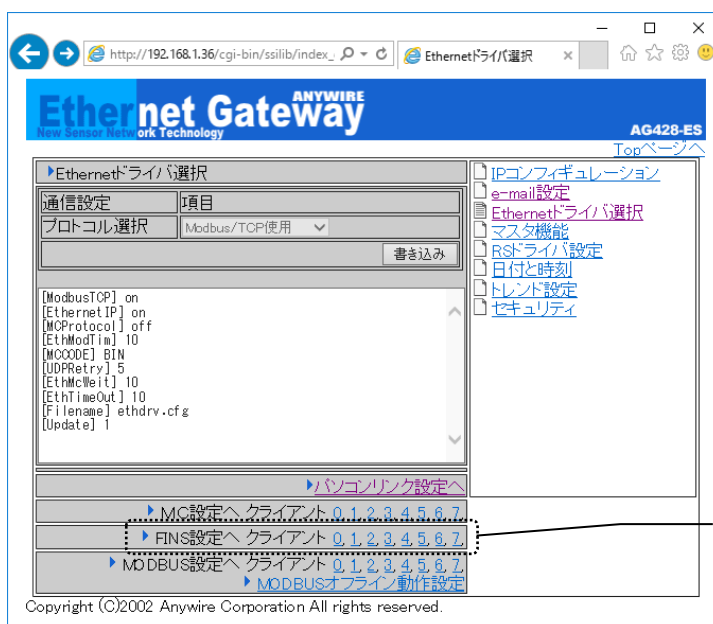 http://192.168.1.36/cgi-bin/ssilib/index_
Ethernetドライバ選択
Ethernet Gateway
ANYWIRE
New Sensor Network Technology
AG428-ES
Topページへ
Ethernetドライバ選択
通信設定 項目
プロトコル選択 Modbus/TCP使用
書き込み
[ModbusTCP] on
[EthernetIP] on
[MCProtocol] off
[EthModTim] 10
[MCCODE] BIN
[UDPRetry] 5
[EthMcWeit] 10
[EthTimeOut] 10
[Filename] ethdrv.cfg
[Update] 1
パソコンリンク設定へ
MC設定へ クライアント 0,1,2,3,4,5,6,7,
FINS設定へ クライアント 0,1,2,3,4,5,6,7,
MODBUS設定へ クライアント 0,1,2,3,4,5,6,7,
MODBUSオフライン動作設定
IPコンフィギュレーション
e-mail設定
Ethernetドライバ選択
マスタ機能
RSドライバ設定
日付と時刻
トレンド設定
セキュリティ
Copyright (C)2002 Anywire Corporation All rights reserved.